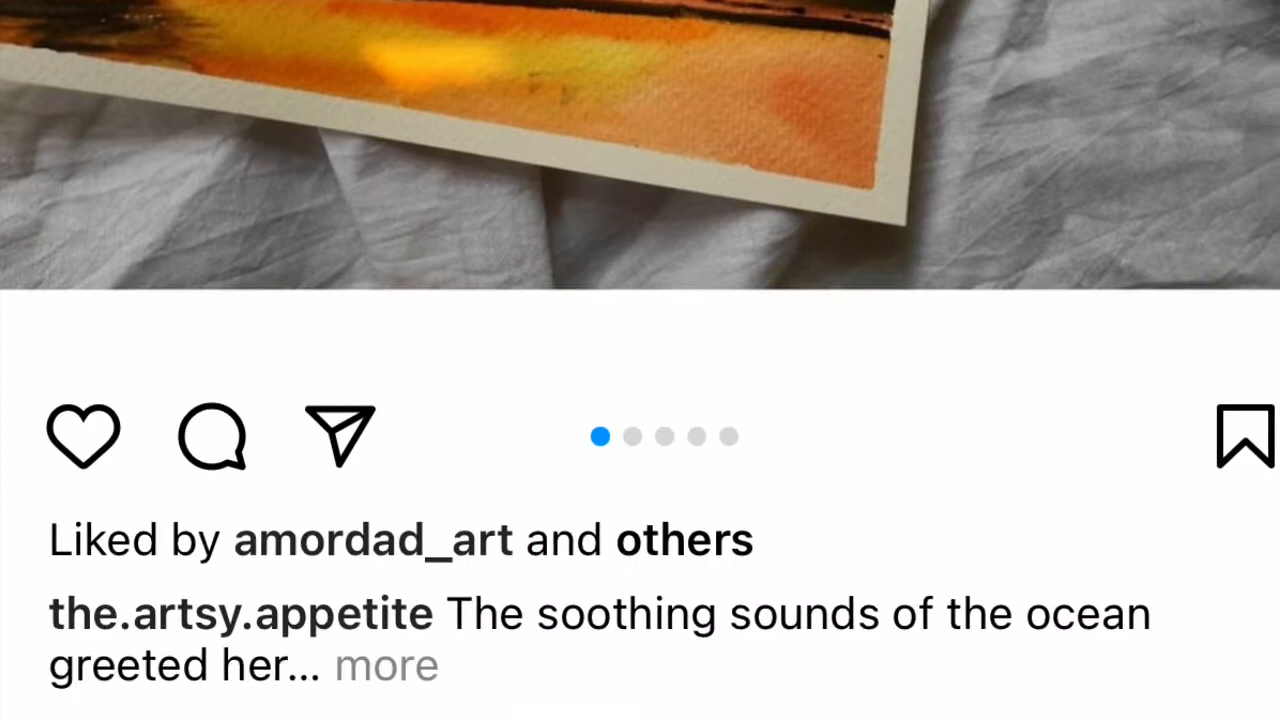 Liked by amordad_art and others
the.artsy.appetite The soothing sounds of the ocean
greeted her... more